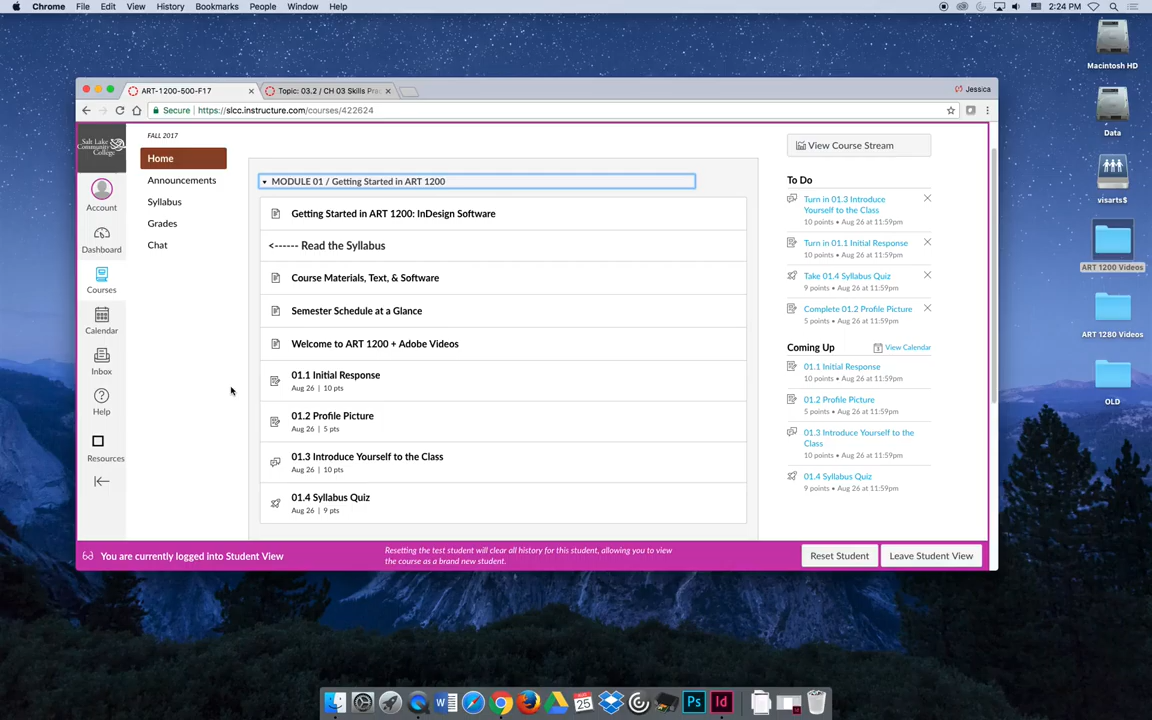 Chrome File Edit View History Bookmarks People Window Help 2:24 PM
Macintosh HD
Data
visarts$
ART 1200 Videos
ART 1280 Videos
OLD
ART-1200-500-F17 Topic: 03.2 / CH 03 Skills Pra Jessica
Secure https://slcc.instructure.com/courses/422624
Salt Lake Community College
Account
Dashboard
Courses
Calendar
Inbox
Help
Resources
FALL 2017
Home
Announcements
Syllabus
Grades
Chat
MODULE 01 / Getting Started in ART 1200
Getting Started in ART 1200: InDesign Software
<------ Read the Syllabus
Course Materials, Text, & Software
Semester Schedule at a Glance
Welcome to ART 1200 + Adobe Videos
01.1 Initial Response
Aug 26 | 10 pts
01.2 Profile Picture
Aug 26 | 5 pts
01.3 Introduce Yourself to the Class
Aug 26 | 10 pts
01.4 Syllabus Quiz
Aug 26 | 9 pts
View Course Stream
To Do
Turn in 01.3 Introduce
Yourself to the Class
10 points • Aug 26 at 11:59pm
Turn in 01.1 Initial Response
10 points • Aug 26 at 11:59pm
Take 01.4 Syllabus Quiz
9 points • Aug 26 at 11:59pm
Complete 01.2 Profile Picture
5 points • Aug 26 at 11:59pm
Coming Up View Calendar
01.1 Initial Response
10 points • Aug 26 at 11:59pm
01.2 Profile Picture
5 points • Aug 26 at 11:59pm
01.3 Introduce Yourself to the
Class
10 points • Aug 26 at 11:59pm
01.4 Syllabus Quiz
9 points • Aug 26 at 11:59pm
You are currently logged into Student View
Resetting the test student will clear all history for this student, allowing you to view
the course as a brand new student.
Reset Student
Leave Student View
W
25
Ps
Id